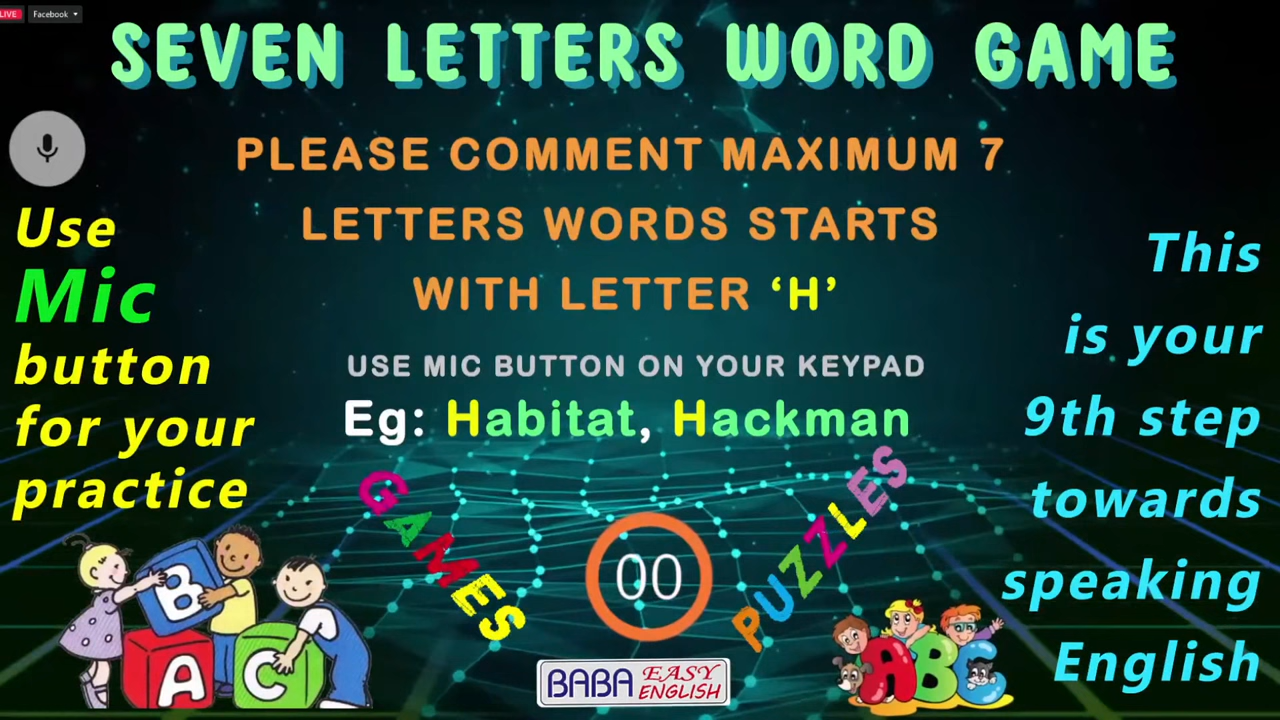 LIVE
Facebook
SEVEN LETTERS WORD GAME
PLEASE COMMENT MAXIMUM 7
LETTERS WORDS STARTS
WITH LETTER ‘H’
USE MIC BUTTON ON YOUR KEYPAD
Eg: Habitat, Hackman
Use
Mic
button
for your
practice
This
is your
9th step
towards
speaking
English
GAMES
00
PUZZLES
B
A C
ABC
BABA EASY
ENGLISH